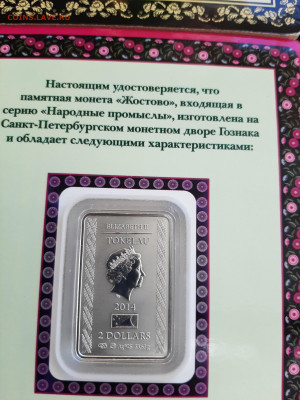 COINS.LAVE.RU
Настоящим удостоверяется, что
памятная монета «Жостово», входящая в
серию «Народные промыслы», изготовлена на
Санкт-Петербургском монетном дворе Гознака
и обладает следующими характеристиками:
ELIZABETH II
TOKELAU
2014
2 DOLLARS